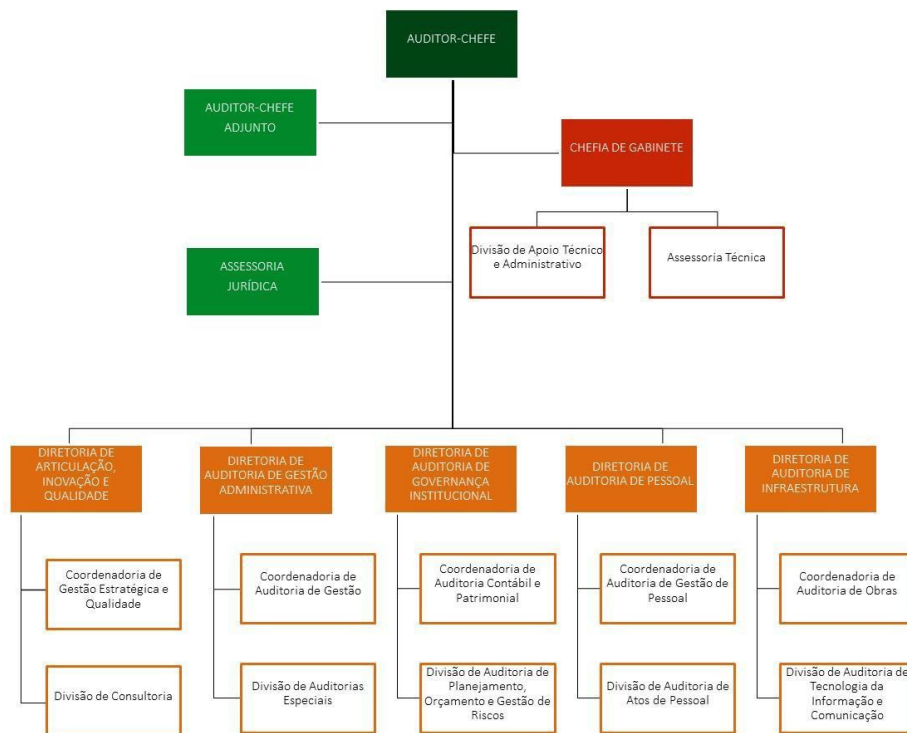 AUDITOR-CHEFE
AUDITOR-CHEFE
ADJUNTO
CHEFIA DE GABINETE
Divisão de Apoio Técnico
e Administrativo
Assessoria Técnica
ASSESSORIA
JURÍDICA
DIRETORIA DE
ARTICULAÇÃO,
INOVAÇÃO E
QUALIDADE
DIRETORIA DE
AUDITORIA DE GESTÃO
ADMINISTRATIVA
DIRETORIA DE
AUDITORIA DE
GOVERNANÇA
INSTITUCIONAL
DIRETORIA DE
AUDITORIA DE PESSOAL
DIRETORIA DE
AUDITORIA DE
INFRAESTRUTURA
Coordenadoria de
Gestão Estratégica e
Qualidade
Coordenadoria de
Auditoria de Gestão
Coordenadoria de
Auditoria Contábil e
Patrimonial
Coordenadoria de
Auditoria de Gestão de
Pessoal
Coordenadoria de
Auditoria de Obras
Divisão de Consultoria
Divisão de Auditorias
Especiais
Divisão de Auditoria de
Planejamento,
Orçamento e Gestão de
Riscos
Divisão de Auditoria de
Atos de Pessoal
Divisão de Auditoria de
Tecnologia da
Informação e
Comunicação